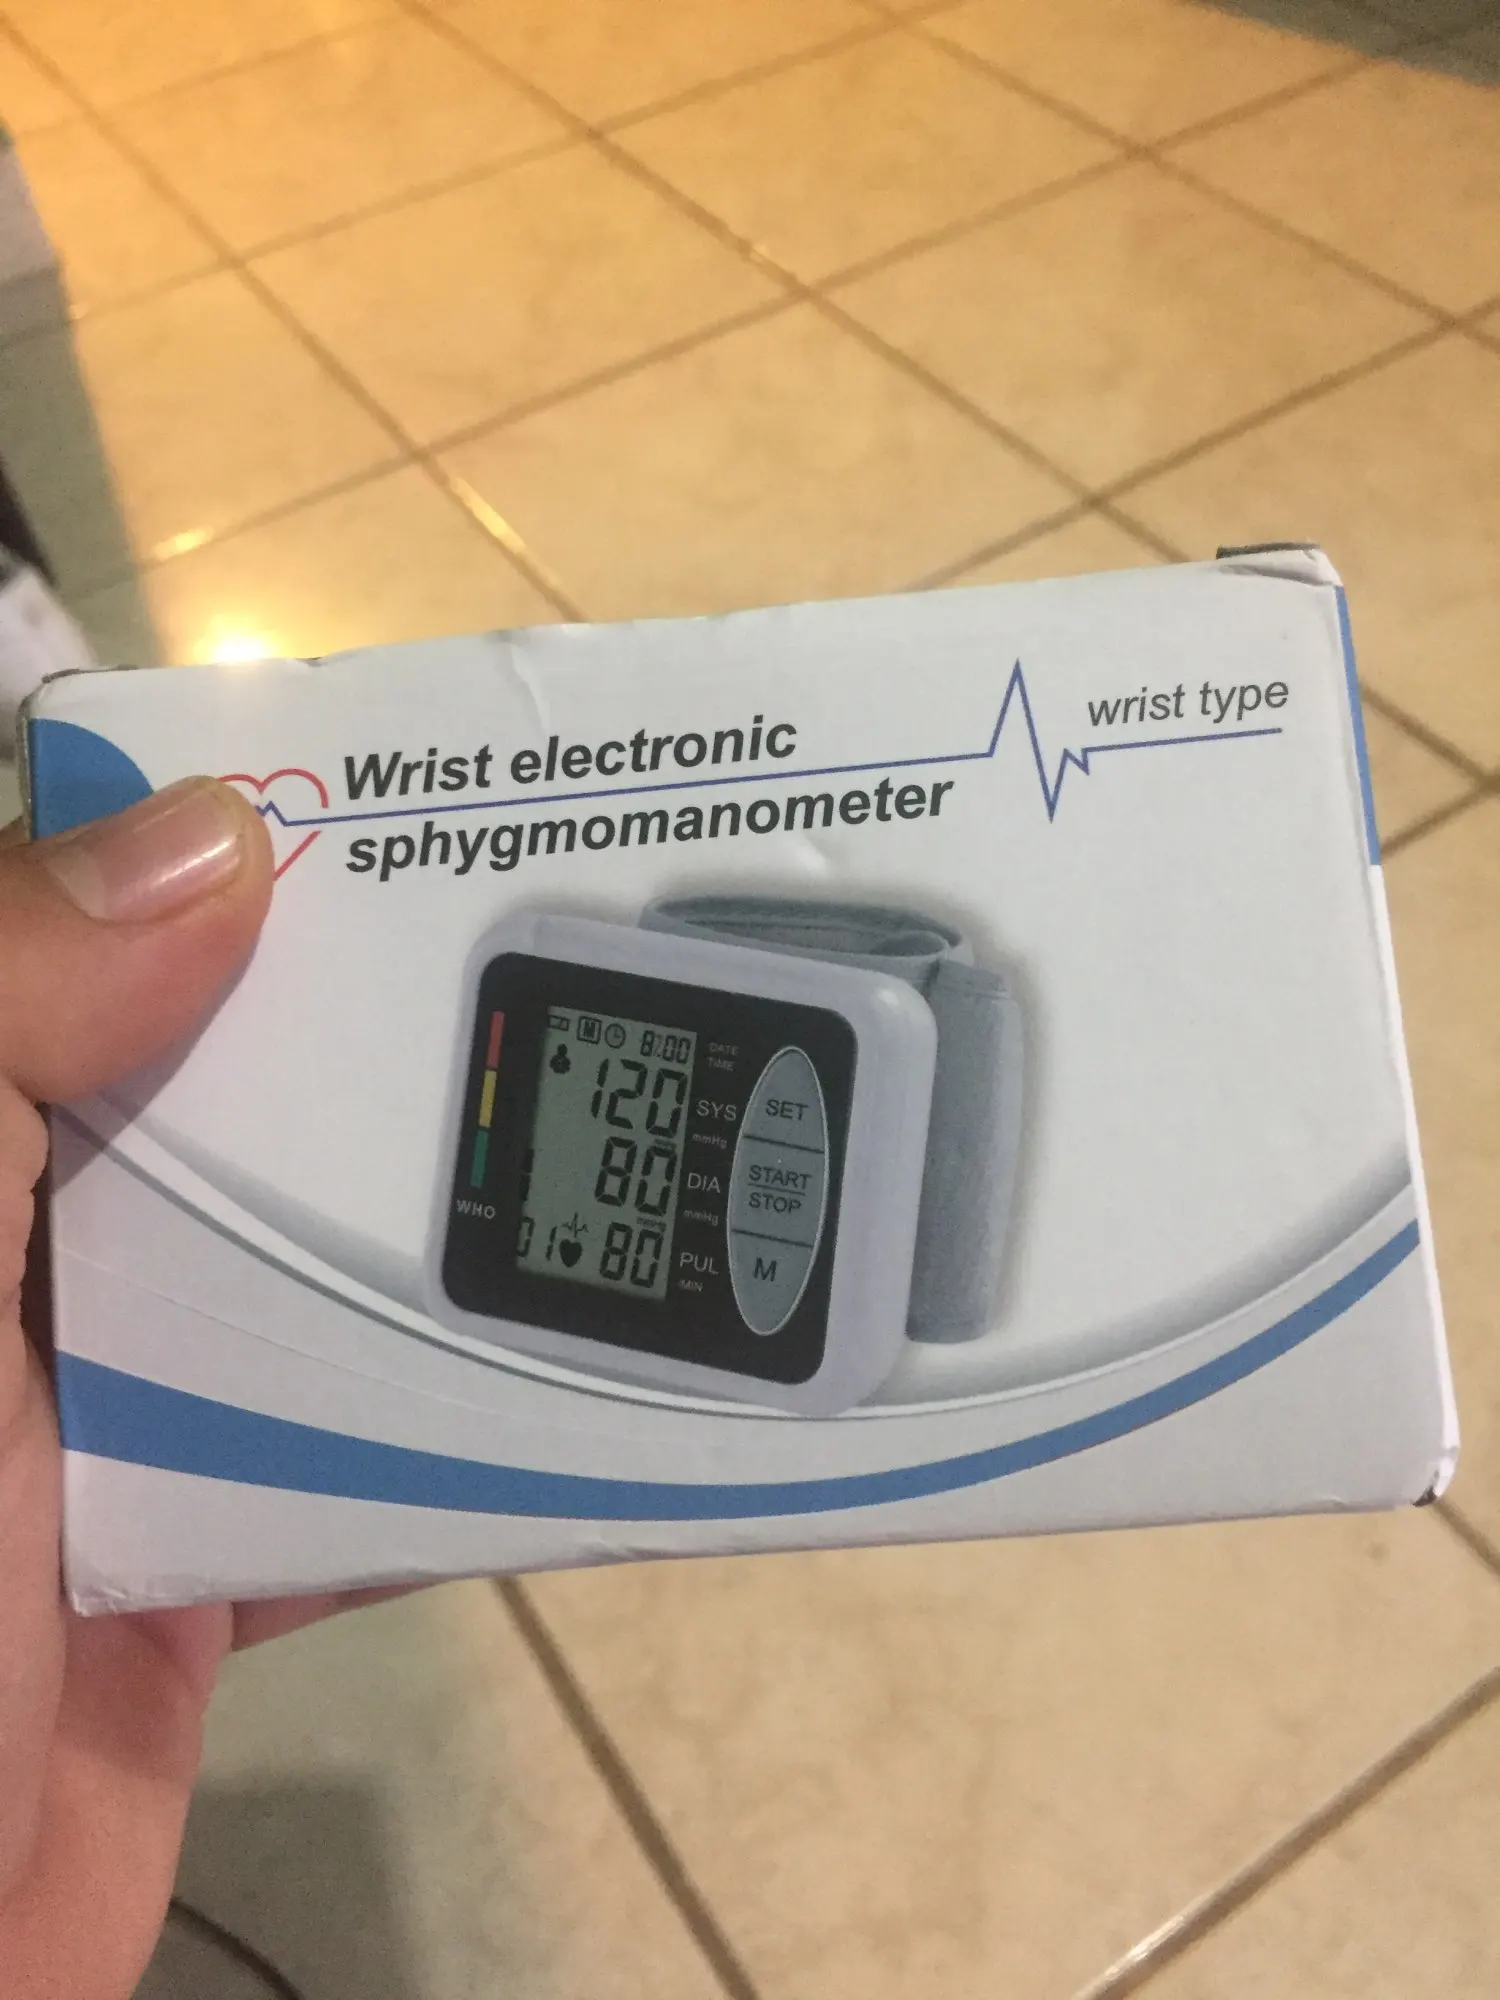 Wrist electronic
sphygmomanometer
wrist type
M 8:00
DATE
TIME
120
SYS
mmHg
80
DIA
mmHg
01 80
PUL
/MIN
WHO
SET
START
STOP
M